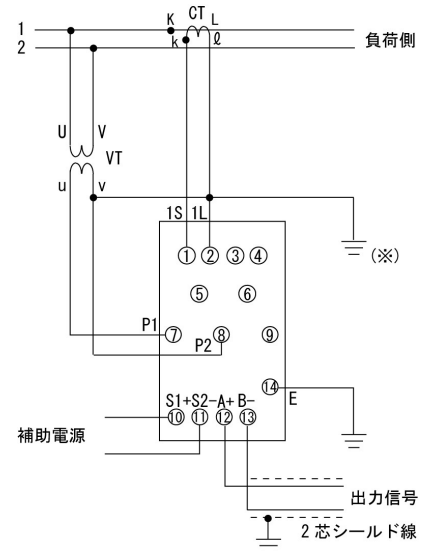 CT
K L
1
2
k ℓ
負荷側
U V
VT
u v
1S 1L
① ② ③ ④
(※)
⑤ ⑥
P1 ⑦ ⑧ ⑨
P2
⑭ E
S1+ S2- A+ B-
⑩ ⑪ ⑫ ⑬
補助電源
出力信号
2芯シールド線